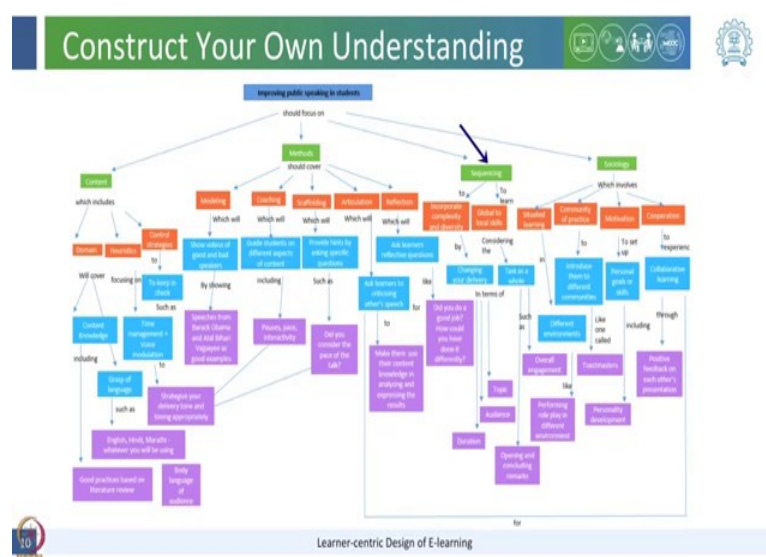 Construct Your Own Understanding
Improving public speaking in students
should focus on
Content
Methods
Sequencing
Sociology
should cover
which includes
to
To
learn
Which involves
Domain
Heuristics
Control
strategies
Modeling
Coaching
Scaffolding
Articulation
Reflection
Incorporate
complexity
and diversity
Global to
local skills
Situated
learning
Community
of practice
Motivation
Cooperation
Will cover
focusing on
to
Which will
Which will
Which will
Which will
Which will
by
Considering
the
in
to
To set
up
to
experienc
To keep in
check
Show videos of
good and bad
speakers
Guide students on
different aspects
of content
Provide hints by
asking specific
questions
Ask learners to
criticising
other's speech
Ask learners
reflective questions
Changing
your delivery
Task as a
whole
Introduce
them to
different
communities
Personal
goals or
skills
Collaborative
learning
Such as
By showing
including
Such as
to
for
like
In terms of
Such
as
Like
one
called
including
through
Content
Knowledge
Time
management +
Voice
modulation
Different
environments
including
to
Speeches from
Barack Obama
and Atal Bihari
Vajpayee as
good examples
Pauses, pace,
interactivity
Did you
consider the
pace of the
talk?
Make them use
their content
knowledge in
analysing and
expressing the
results
Did you do a
good job?
How could
you have
done it
differently?
Overall
engagement
like
Toastmasters
Positive
feedback on
each other's
presentation
Grasp of
language
such as
Strategize your
delivery tone and
timing appropriately
Topic
Audience
Duration
Performing
role play in
different
environment
Personality
development
English, Hindi, Marathi -
whatever you will be using
Opening and
concluding
remarks
Good practices based on
literature review
Body
language of
audience
for
10
Learner-centric Design of E-learning